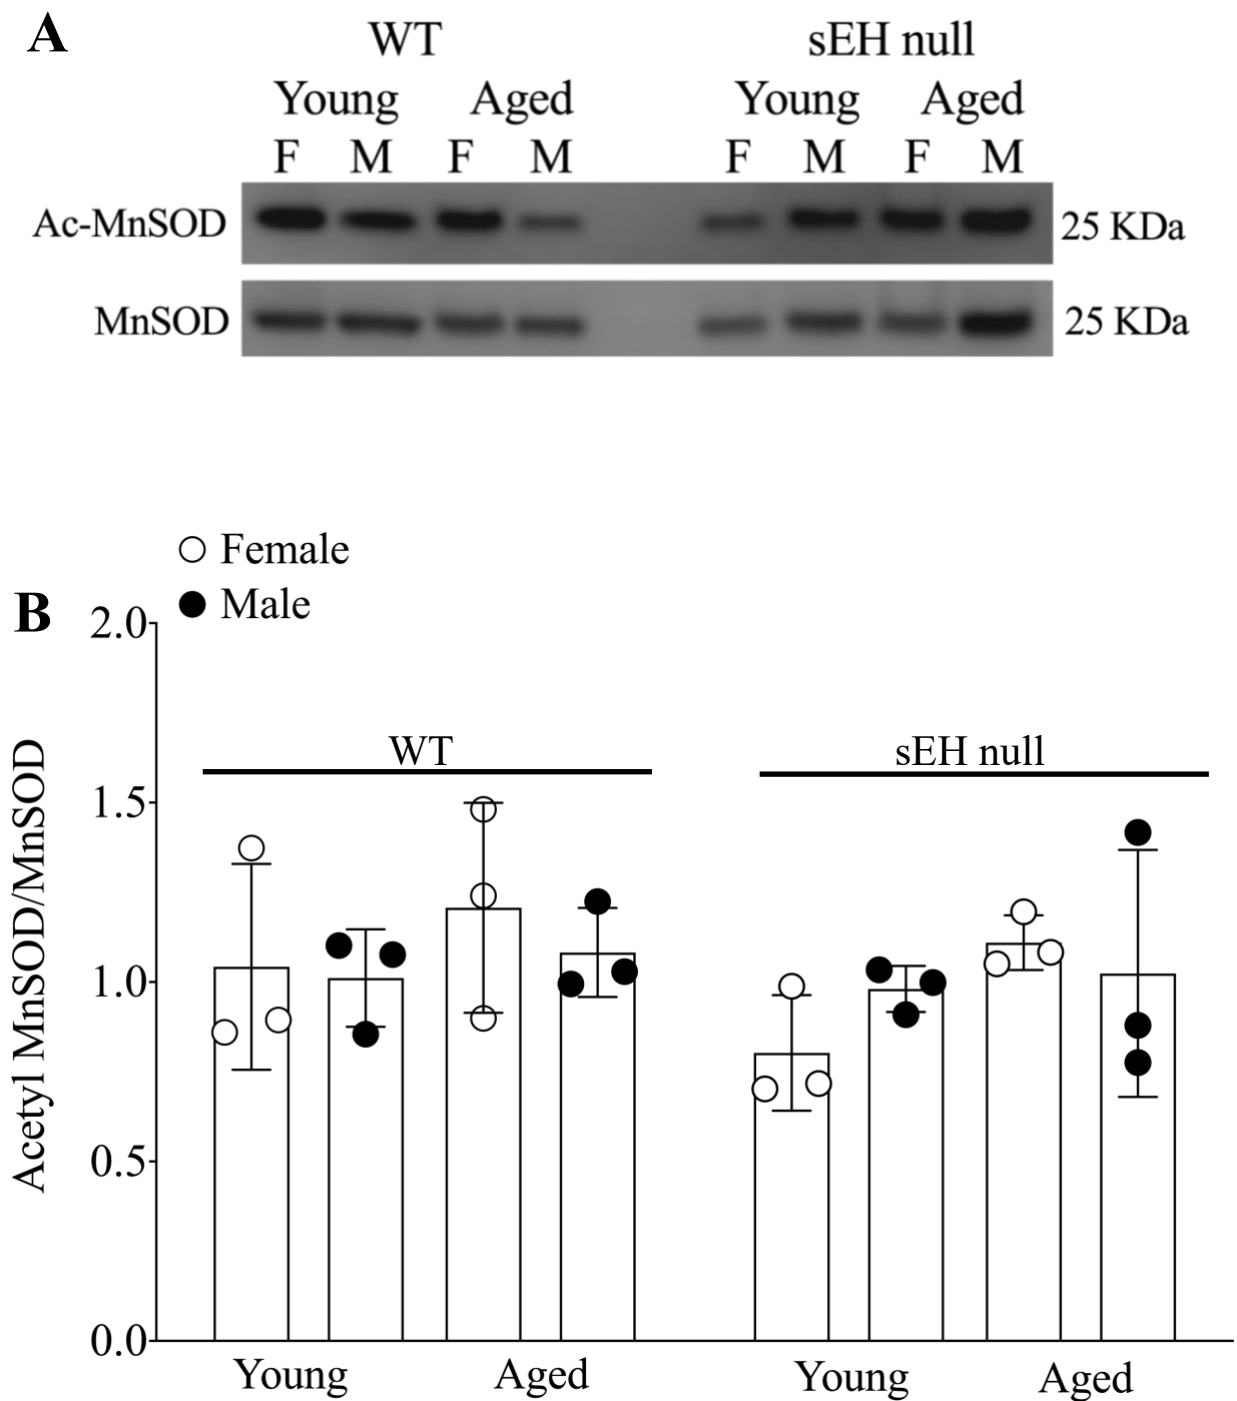 A
WT sEH null
Young Aged Young Aged
F M F M F M F M
Ac-MnSOD 25 KDa
MnSOD 25 KDa
Female
Male
B
2.0
WT sEH null
1.5
1.0
0.5
0.0
Acetyl MnSOD/MnSOD
Young Aged Young Aged